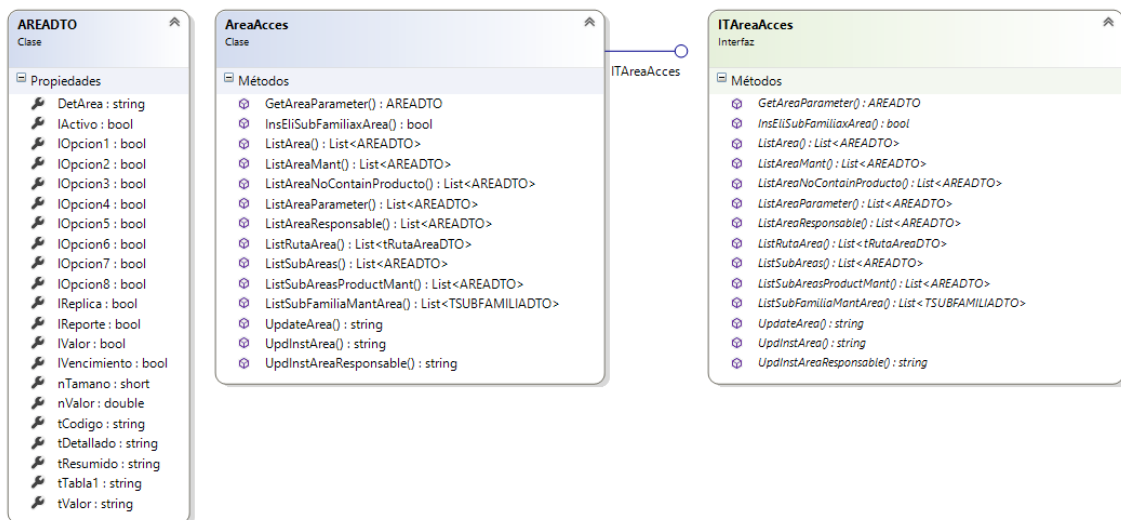 AREADTO
Clase
Propiedades
DetArea : string
lActivo : bool
lOpcion1 : bool
lOpcion2 : bool
lOpcion3 : bool
lOpcion4 : bool
lOpcion5 : bool
lOpcion6 : bool
lOpcion7 : bool
lOpcion8 : bool
lReplica : bool
lReporte : bool
lValor : bool
lVencimiento : bool
nTamano : short
nValor : double
tCodigo : string
tDetallado : string
tResumido : string
tTabla1 : string
tValor : string
AreaAcces
Clase
Métodos
GetAreaParameter() : AREADTO
InsEliSubFamiliaxArea() : bool
ListArea() : List<AREADTO>
ListAreaMant() : List<AREADTO>
ListAreaNoContainProducto() : List<AREADTO>
ListAreaParameter() : List<AREADTO>
ListAreaResponsable() : List<AREADTO>
ListRutaArea() : List<tRutaAreaDTO>
ListSubAreas() : List<AREADTO>
ListSubAreasProductMant() : List<AREADTO>
ListSubFamiliaMantArea() : List<TSUBFAMILIADTO>
UpdateArea() : string
UpdInstArea() : string
UpdInstAreaResponsable() : string
ITAreaAcces
ITAreaAcces
Interfaz
Métodos
GetAreaParameter() : AREADTO
InsEliSubFamiliaxArea() : bool
ListArea() : List<AREADTO>
ListAreaMant() : List<AREADTO>
ListAreaNoContainProducto() : List<AREADTO>
ListAreaParameter() : List<AREADTO>
ListAreaResponsable() : List<AREADTO>
ListRutaArea() : List<tRutaAreaDTO>
ListSubAreas() : List<AREADTO>
ListSubAreasProductMant() : List<AREADTO>
ListSubFamiliaMantArea() : List<TSUBFAMILIADTO>
UpdateArea() : string
UpdInstArea() : string
UpdInstAreaResponsable() : string